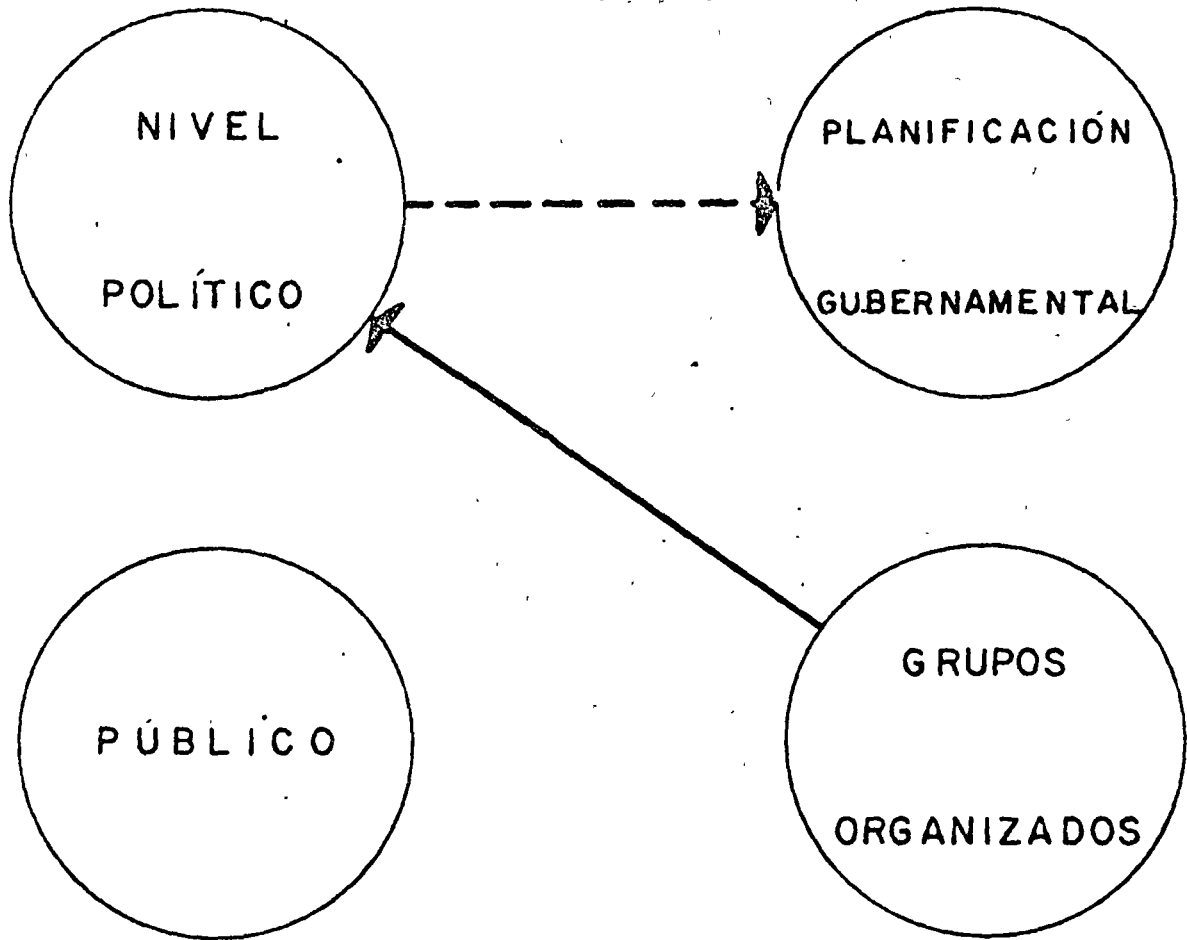 NIVEL
POLÍTICO
PLANIFICACIÓN
GUBERNAMENTAL
PÚBLICO
GRUPOS
ORGANIZADOS